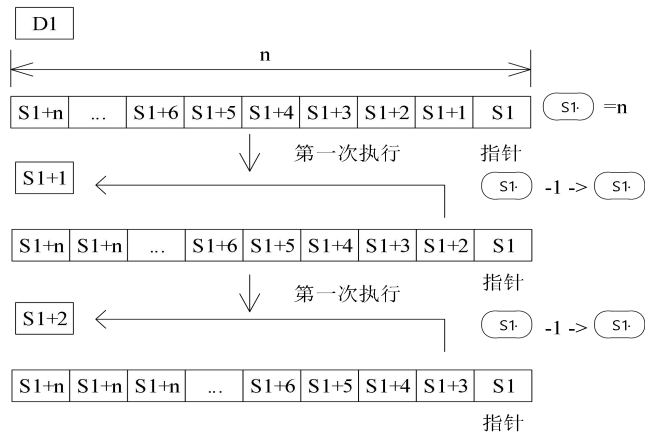 D1
n
S1+n ... S1+6 S1+5 S1+4 S1+3 S1+2 S1+1 S1 S1· =n
第一次执行 指针
S1+1 S1· -1 -> S1·
S1+n S1+n ... S1+6 S1+5 S1+4 S1+3 S1+2 S1
指针
第一次执行
S1+2 S1· -1 -> S1·
S1+n S1+n S1+n ... S1+6 S1+5 S1+4 S1+3 S1
指针